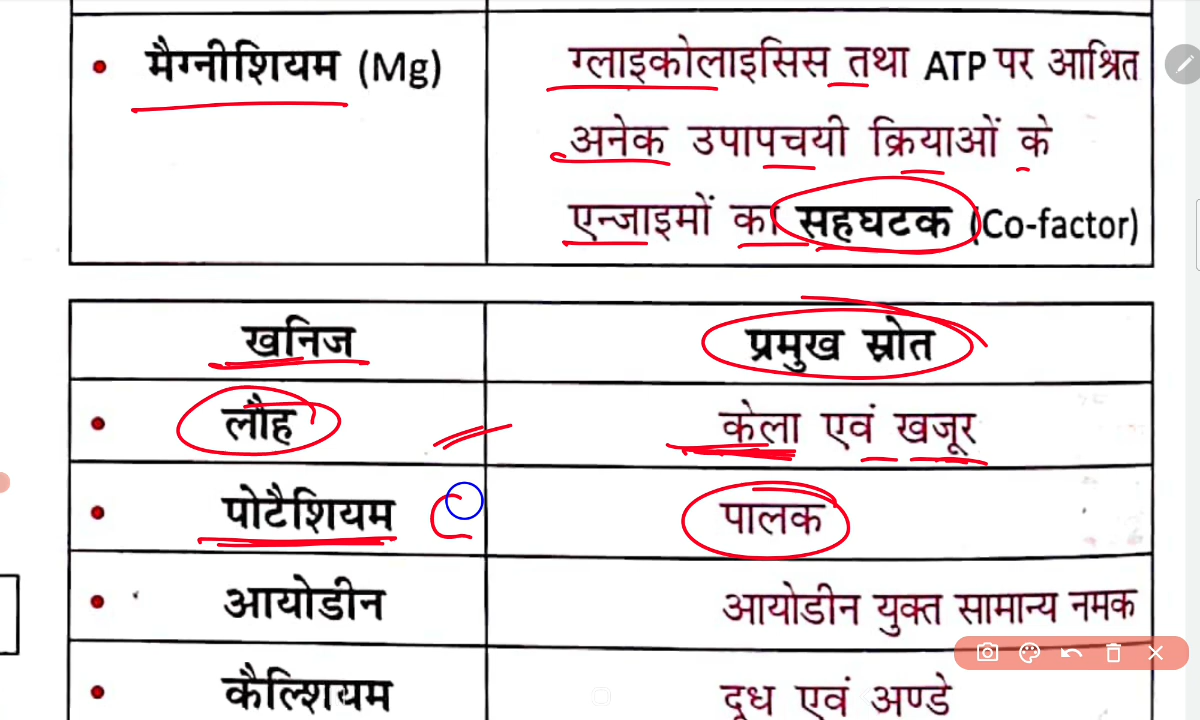 • मैग्नीशियम (Mg) ग्लाइकोलाइसिस तथा ATP पर आश्रित
अनेक उपापचयी क्रियाओं के
एन्जाइमों का सहघटक (Co-factor)
खनिज प्रमुख स्रोत
• लौह केला एवं खजूर
• पोटैशियम पालक
• आयोडीन आयोडीन युक्त सामान्य नमक
• कैल्शियम दूध एवं अण्डे